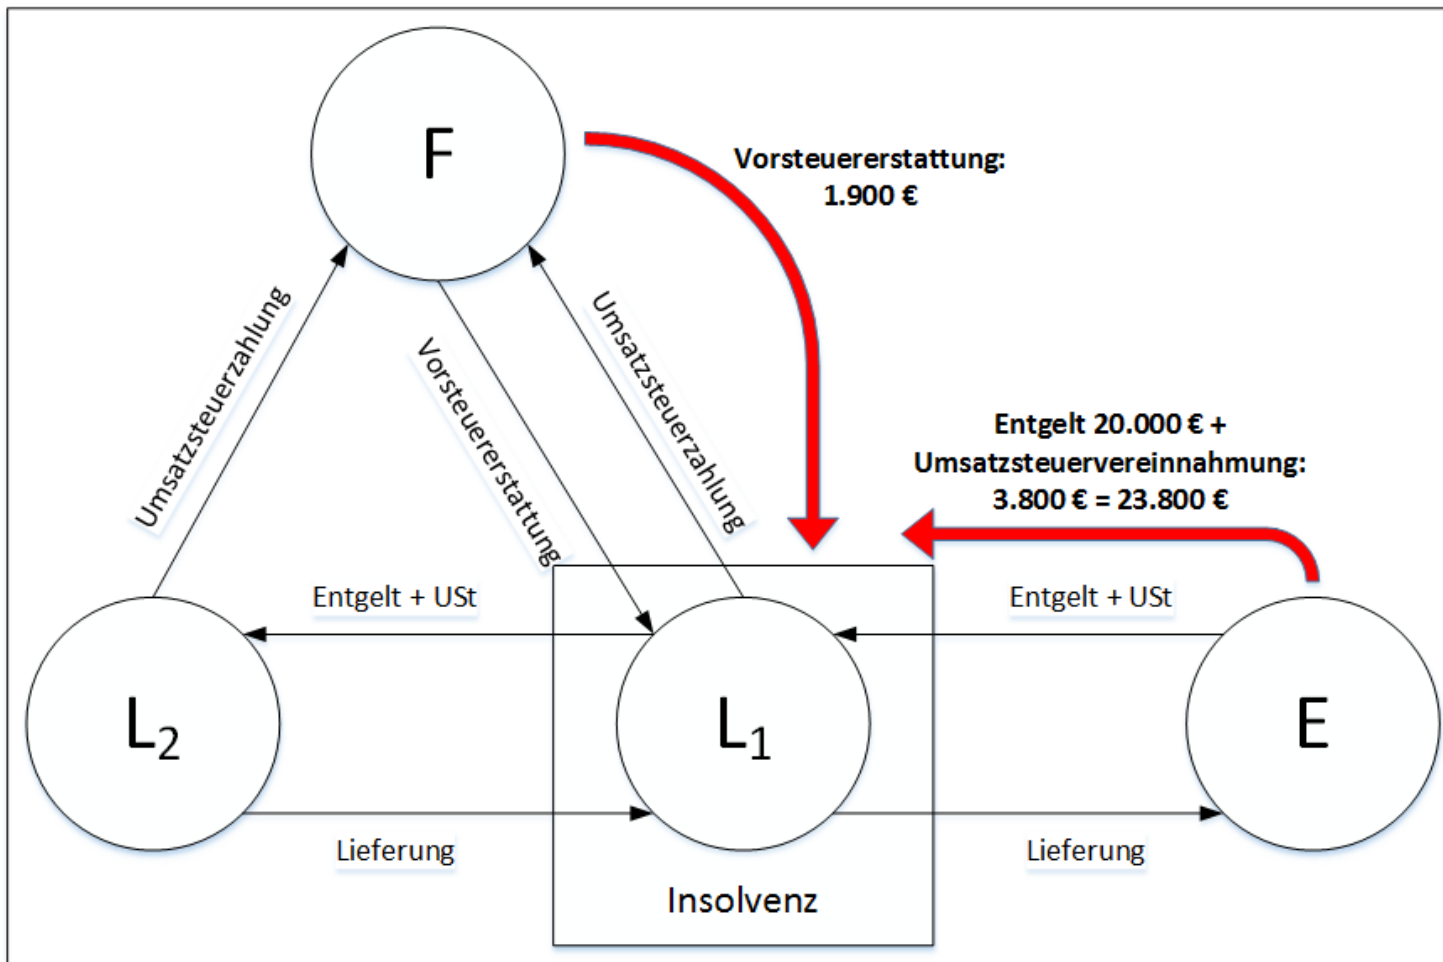 F
Vorsteuererstattung:
1.900 €
Umsatzsteuerzahlung
Vorsteuererstattung
Umsatzsteuerzahlung
Entgelt 20.000 € +
Umsatzsteuervereinnahmung:
3.800 € = 23.800 €
Entgelt + USt
Entgelt + USt
L₂
L₁
E
Lieferung
Lieferung
Insolvenz